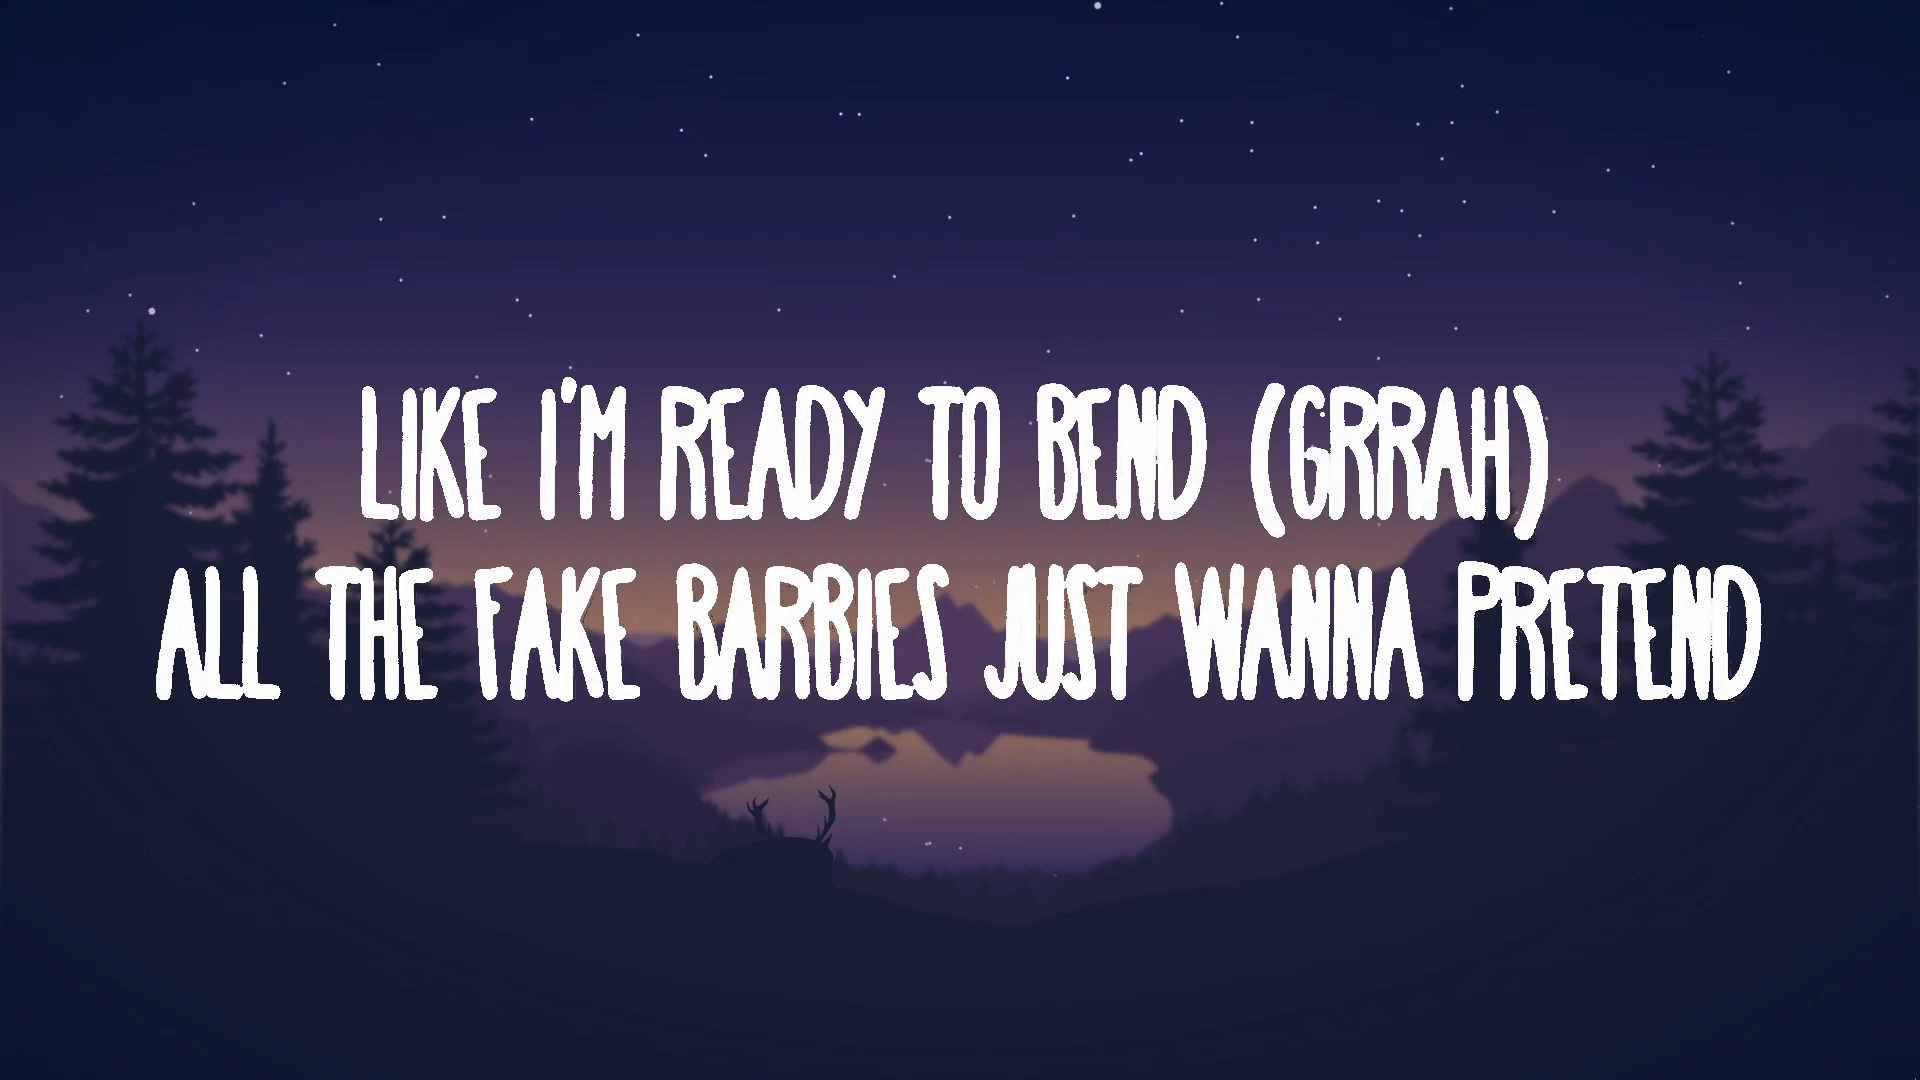 LIKE I'M READY TO BEND (GRRAH)
ALL THE FAKE BARBIES JUST WANNA PRETEND